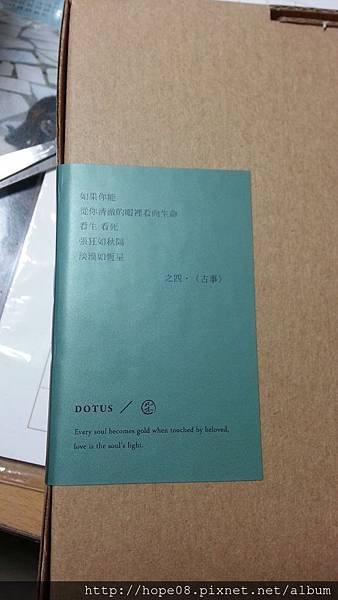 如果你能
從你清澈的眼裡看向生命
看生 看死
張狂如秋陽
淡漠如恆星
之四・〈古事〉
DOTUS ／
Every soul becomes gold when touched by beloved,
love is the soul's light.
http://hope08.pixnet.net/album